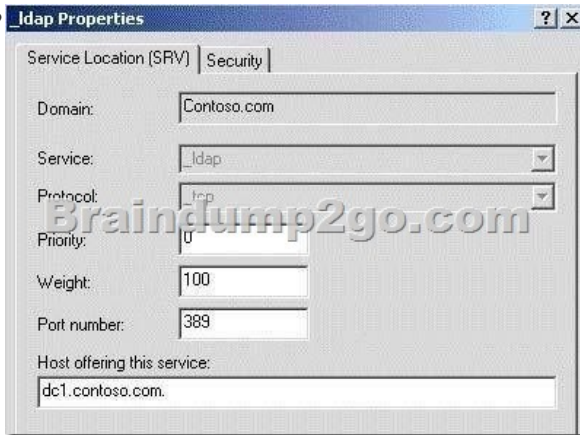 _ldap Properties
Service Location (SRV) Security
Domain: Contoso.com
Service: _ldap
Protocol: _tcp
Braindump2go.com
Priority: 0
Weight: 100
Port number: 389
Host offering this service:
dc1.contoso.com.